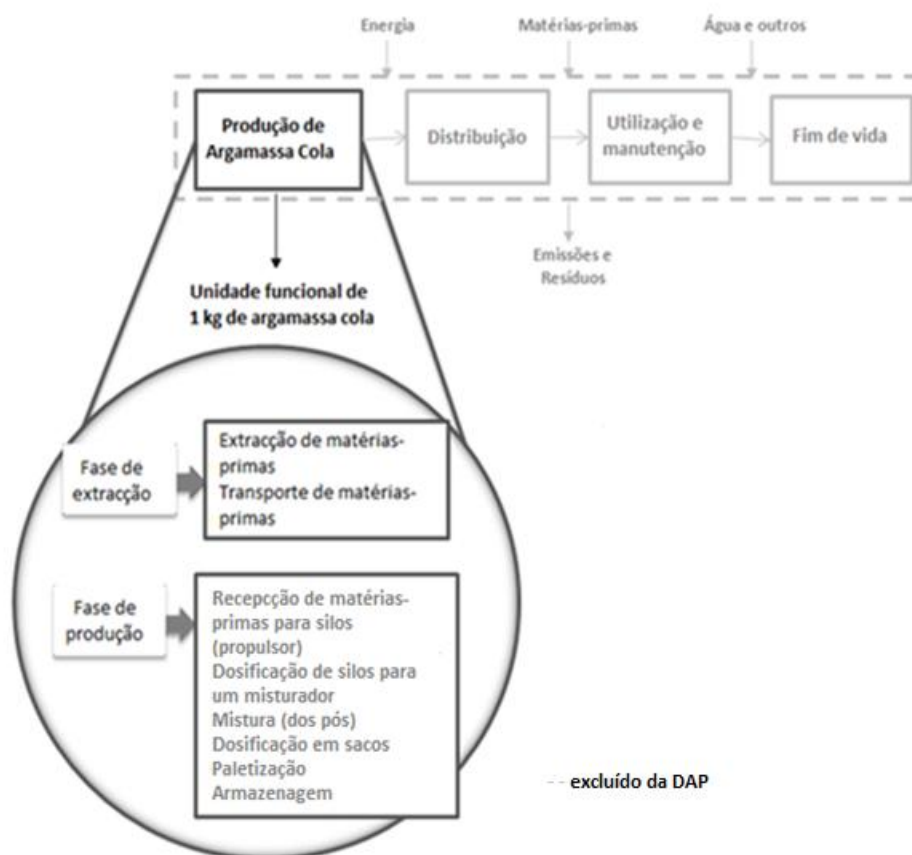 Energia
Matérias-primas
Água e outros
Produção de
Argamassa Cola
Distribuição
Utilização e
manutenção
Fim de vida
Emissões e
Resíduos
Unidade funcional de
1 kg de argamassa cola
Fase de
extracção
Extracção de matérias-
primas
Transporte de matérias-
primas
Fase de
produção
Recepcção de matérias-
primas para silos
(propulsor)
Dosificação de silos para
um misturador
Mistura (dos pós)
Dosificação em sacos
Paletização
Armazenagem
excluído da DAP